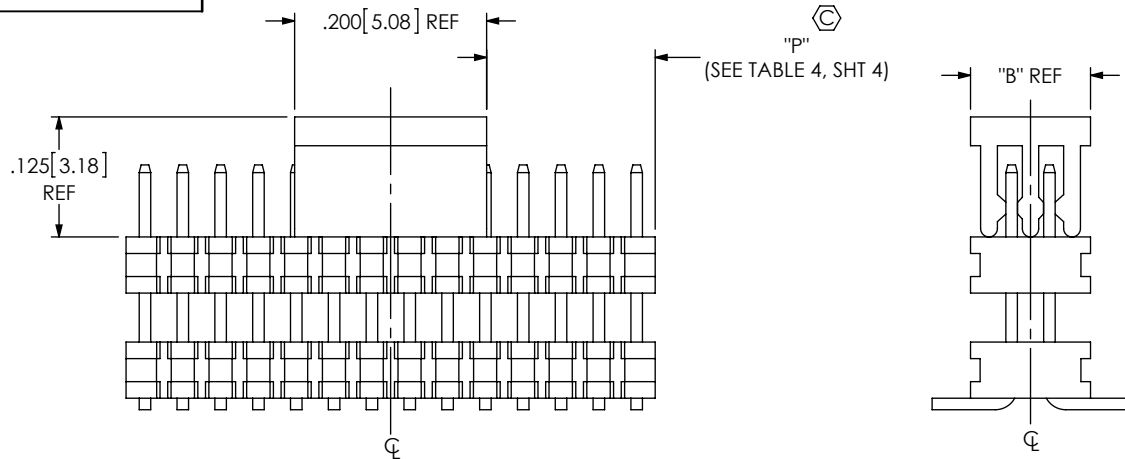 .200[5.08] REF
C
"P"
(SEE TABLE 4, SHT 4)
"B" REF
.125[3.18]
REF
℄
℄